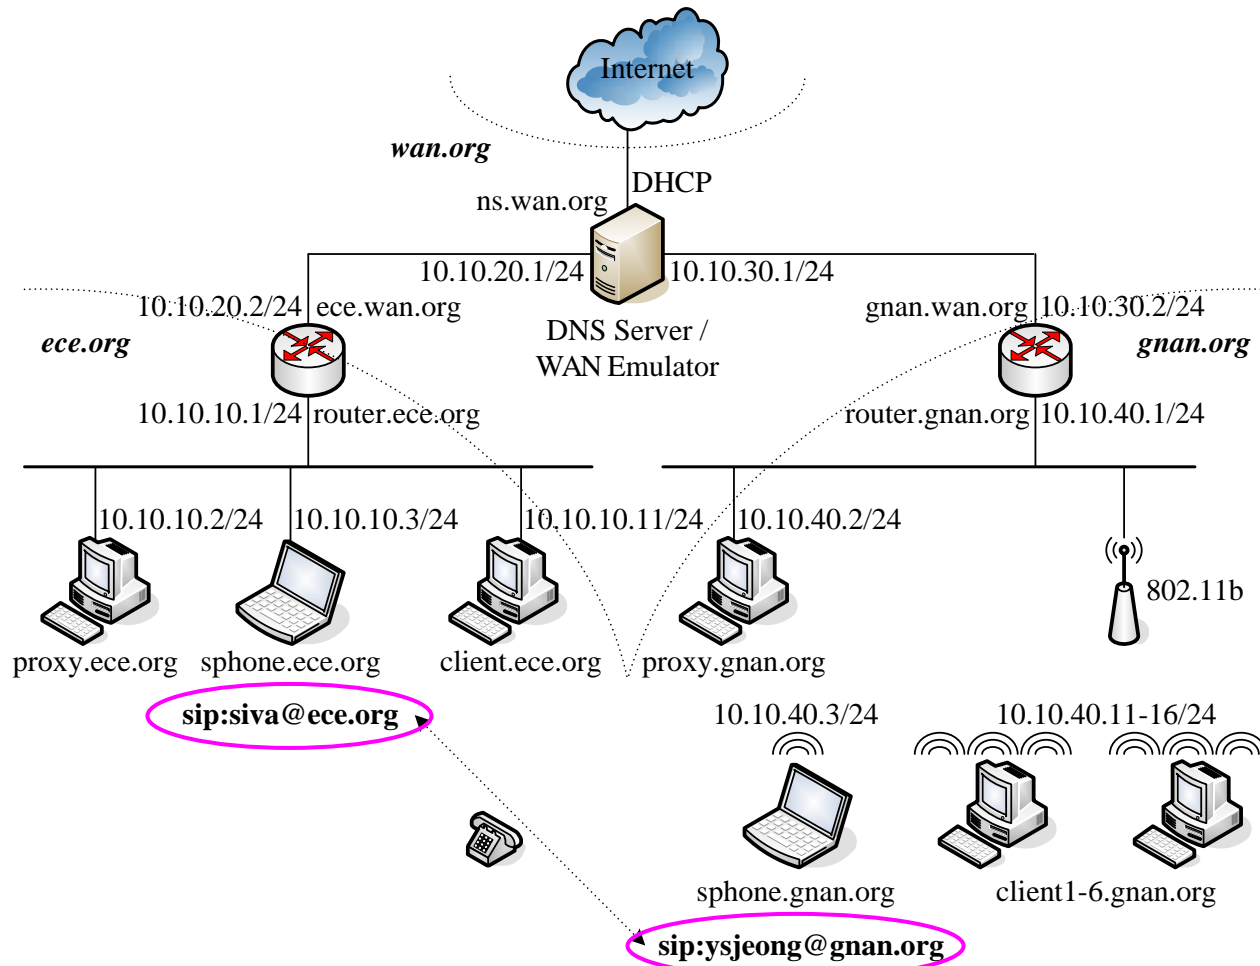 Internet
wan.org
DHCP
ns.wan.org
10.10.20.1/24
10.10.30.1/24
10.10.20.2/24 ece.wan.org
gnan.wan.org 10.10.30.2/24
ece.org
DNS Server /
WAN Emulator
gnan.org
10.10.10.1/24 router.ece.org
router.gnan.org 10.10.40.1/24
10.10.10.2/24
10.10.10.3/24
10.10.10.11/24
10.10.40.2/24
802.11b
proxy.ece.org
sphone.ece.org
client.ece.org
proxy.gnan.org
sip:siva@ece.org
10.10.40.3/24
10.10.40.11-16/24
sphone.gnan.org
client1-6.gnan.org
sip:ysjeong@gnan.org